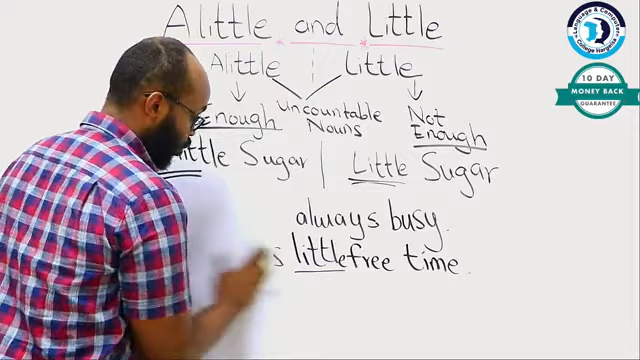 Alittle and Little
Alittle Little
Enough uncountable Nouns Not Enough
little Sugar | Little Sugar
always busy.
little free time.
Language & Computer
College Hargeisa
10 DAY
MONEY BACK
GUARANTEE